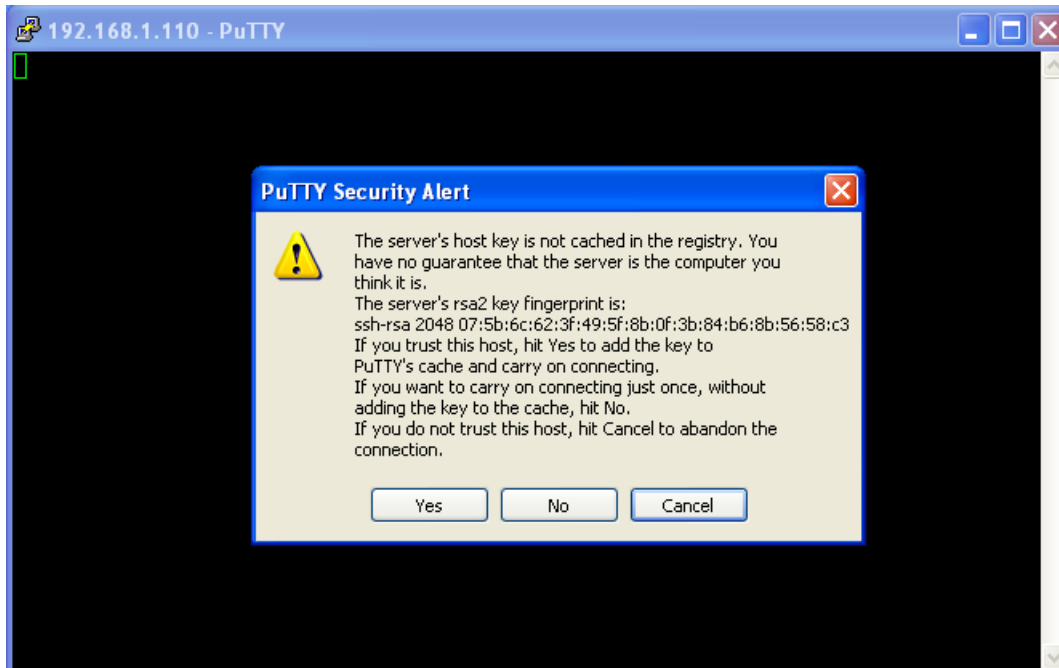 192.168.1.110 - PuTTY
PuTTY Security Alert
The server's host key is not cached in the registry. You
have no guarantee that the server is the computer you
think it is.
The server's rsa2 key fingerprint is:
ssh-rsa 2048 07:5b:6c:62:3f:49:5f:8b:0f:3b:84:b6:8b:56:58:c3
If you trust this host, hit Yes to add the key to
PuTTY's cache and carry on connecting.
If you want to carry on connecting just once, without
adding the key to the cache, hit No.
If you do not trust this host, hit Cancel to abandon the
connection.
Yes
No
Cancel